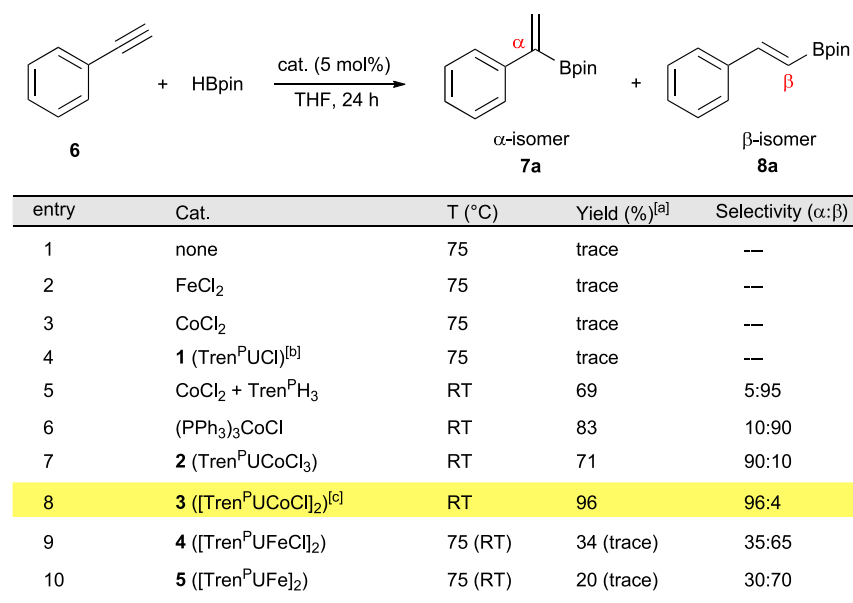 α
Bpin
Bpin
+ HBpin
cat. (5 mol%)
THF, 24 h
+
β
6
α-isomer
7a
β-isomer
8a
entry Cat. T (°C) Yield (%)[a] Selectivity (α:β)
1 none 75 trace ---
2 FeCl2 75 trace ---
3 CoCl2 75 trace ---
4 1 (TrenPUCl)[b] 75 trace ---
5 CoCl2 + TrenPH3 RT 69 5:95
6 (PPh3)3CoCl RT 83 10:90
7 2 (TrenPUCoCl3) RT 71 90:10
8 3 ([TrenPUCoCl]2)[c] RT 96 96:4
9 4 ([TrenPUFeCl]2) 75 (RT) 34 (trace) 35:65
10 5 ([TrenPUFe]2) 75 (RT) 20 (trace) 30:70